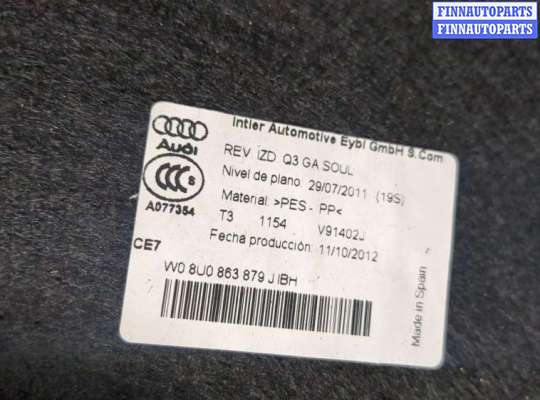 FINNAUTOPARTS
FINNAUTOPARTS
Intier Automotive Eybl GmbH S.Com
Audi
REV IZD Q3 GA SOUL
Nivel de plano: 29/07/2011 (19S)
CCC S
Material: >PES - PP<
A077354
T3 1154 V91402J
Fecha producción: 11/10/2012
CE7
W0 8U0 863 879 J IBH
Made in Spain